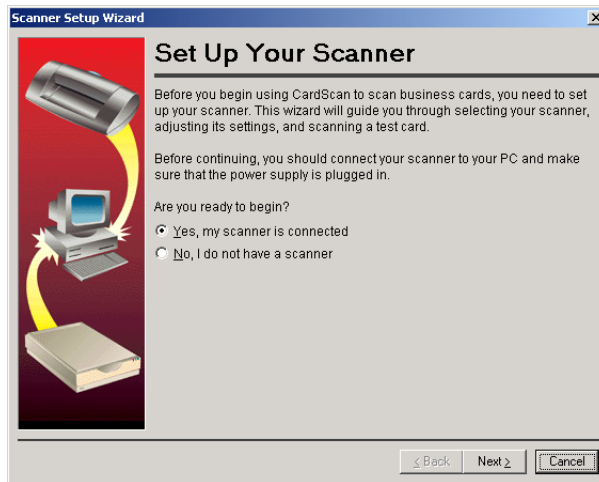 Scanner Setup Wizard
Set Up Your Scanner
Before you begin using CardScan to scan business cards, you need to set
up your scanner. This wizard will guide you through selecting your scanner,
adjusting its settings, and scanning a test card.
Before continuing, you should connect your scanner to your PC and make
sure that the power supply is plugged in.
Are you ready to begin?
Yes, my scanner is connected
No, I do not have a scanner
< Back Next > Cancel